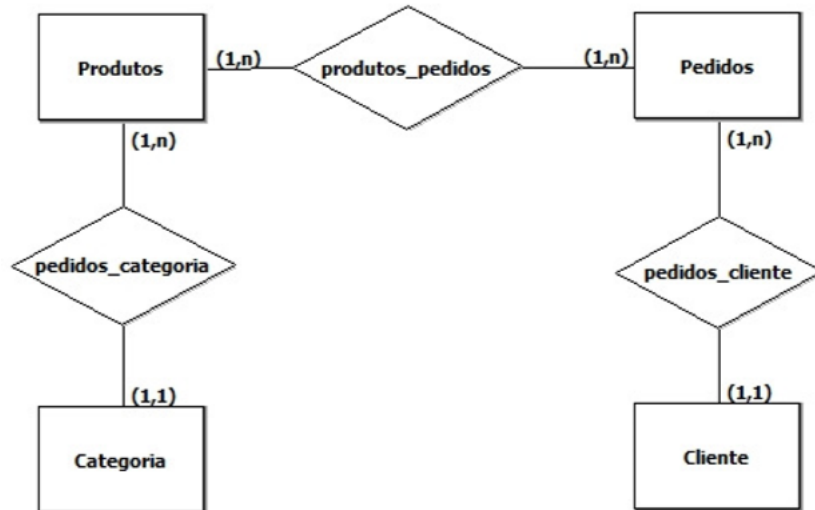 Produtos
(1,n)
produtos_pedidos
(1,n)
Pedidos
(1,n)
(1,n)
pedidos_categoria
pedidos_cliente
(1,1)
(1,1)
Categoria
Cliente